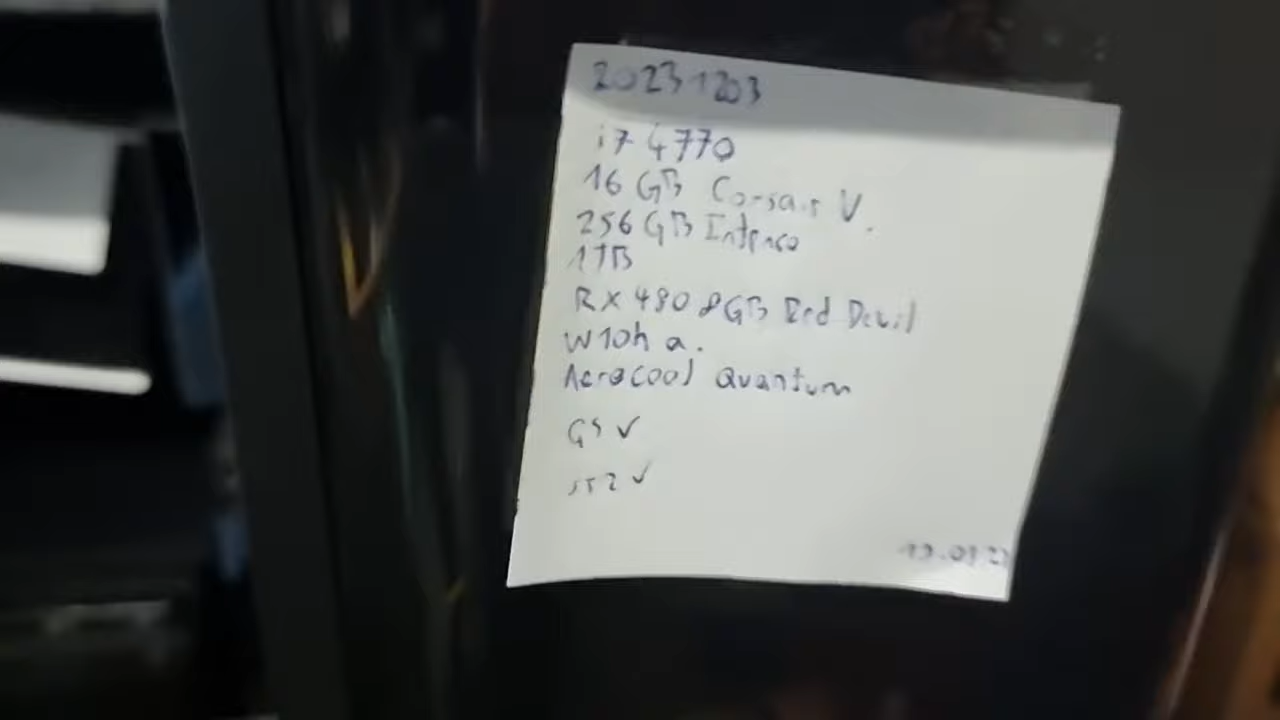 20231203
i7 4770
16 GB Corsair V.
256 GB Intenso
1TB
RX 480 8GB Red Devil
W10h a.
Aerocool Quantum
GS ✓